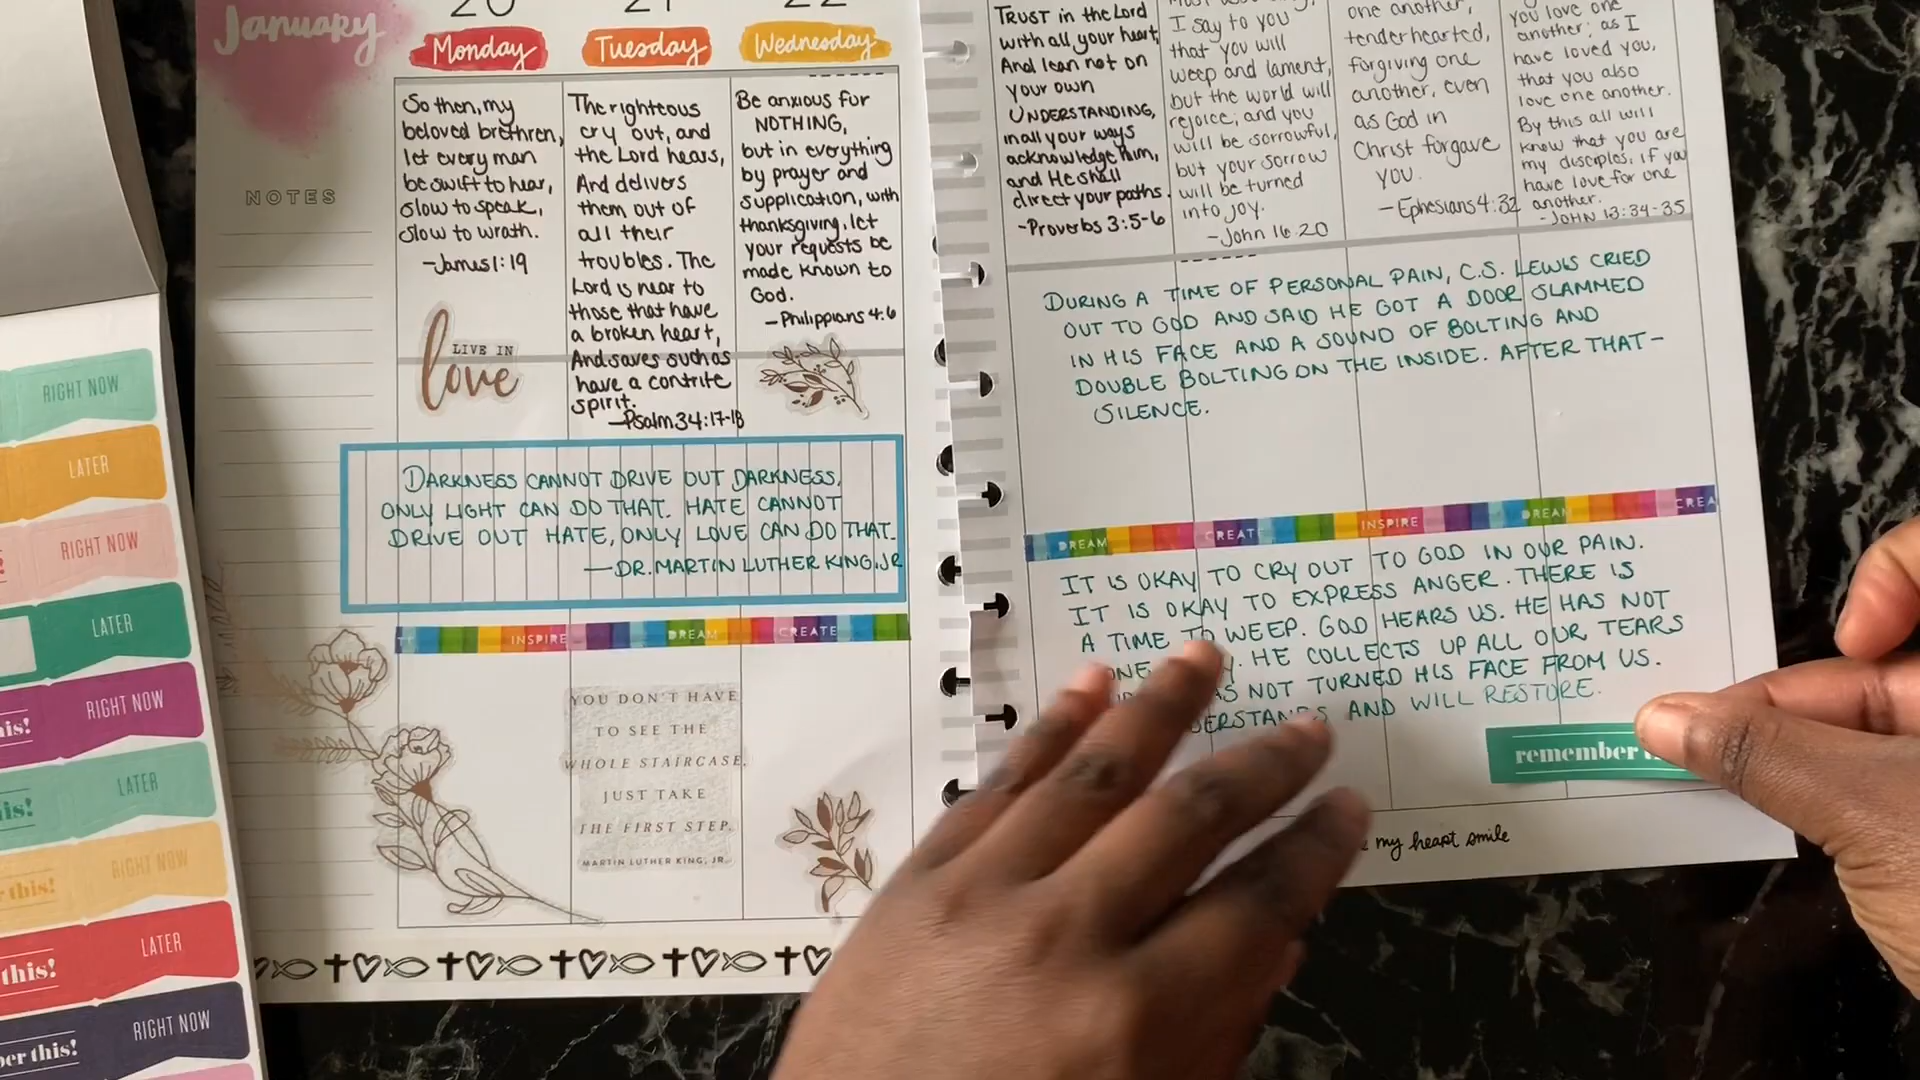 January
20
21
22
Monday
Tuesday
Wednesday
NOTES
So then, my
beloved brethren,
let every man
be swift to hear,
slow to speak,
slow to wrath.
-James 1:19
LIVE IN
love
The righteous
cry out, and
the Lord hears,
And delivers
them out of
all their
troubles. The
Lord is near to
those that have
a broken heart,
And saves such as
have a contrite
spirit.
-Psalm 34:17-18
Be anxious for
NOTHING,
but in everything
by prayer and
supplication, with
thanksgiving, let
your requests be
made known to
God.
-Philippians 4:6
DARKNESS CANNOT DRIVE OUT DARKNESS,
ONLY LIGHT CAN DO THAT. HATE CANNOT
DRIVE OUT HATE, ONLY LOVE CAN DO THAT.
-DR. MARTIN LUTHER KING, JR
INSPIRE DREAM CREATE
YOU DON'T HAVE
TO SEE THE
WHOLE STAIRCASE,
JUST TAKE
THE FIRST STEP.
MARTIN LUTHER KING, JR.
TRUST in the Lord
with all your heart,
And lean not on
your own
UNDERSTANDING,
in all your ways
acknowledge Him,
and He shall
direct your paths.
-Proverbs 3:5-6
I say to you
that you will
weep and lament,
but the world will
rejoice; and you
will be sorrowful,
but your sorrow
will be turned
into joy.
-John 16:20
one another,
tenderhearted,
forgiving one
another, even
as God in
Christ forgave
you.
-Ephesians 4:32
you love one
another; as I
have loved you,
that you also
love one another.
By this all will
know that you are
my disciples, if you
have love for one
another.
-JOHN 13:34-35
DURING A TIME OF PERSONAL PAIN, C.S. LEWIS CRIED
OUT TO GOD AND SAID HE GOT A DOOR SLAMMED
IN HIS FACE AND A SOUND OF BOLTING AND
DOUBLE BOLTING ON THE INSIDE. AFTER THAT-
SILENCE.
DREAM CREATE INSPIRE DREAM CREA
IT IS OKAY TO CRY OUT TO GOD IN OUR PAIN.
IT IS OKAY TO EXPRESS ANGER. THERE IS
A TIME TO WEEP. GOD HEARS US. HE HAS NOT
HE COLLECTS UP ALL OUR TEARS
NOT TURNED HIS FACE FROM US.
AND WILL RESTORE.
remember
my heart smile
RIGHT NOW
LATER
RIGHT NOW
LATER
this! RIGHT NOW
this! LATER
this! RIGHT NOW
this! LATER
this! RIGHT NOW